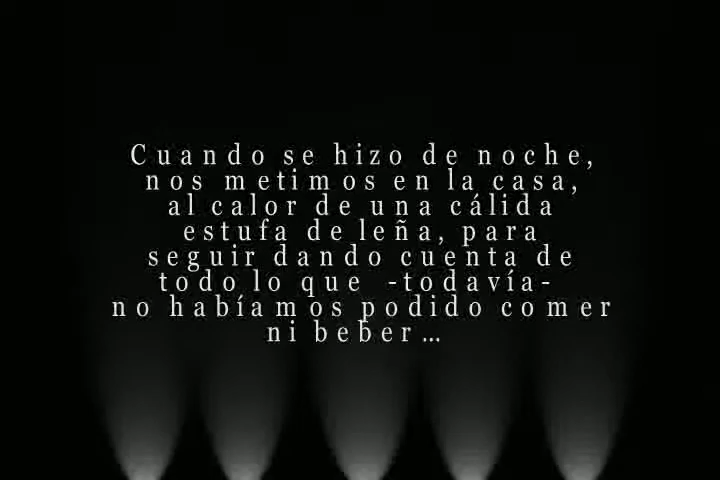 Cuando se hizo de noche,
nos metimos en la casa,
al calor de una cálida
estufa de leña, para
seguir dando cuenta de
todo lo que -todavía-
no habíamos podido comer
ni beber...